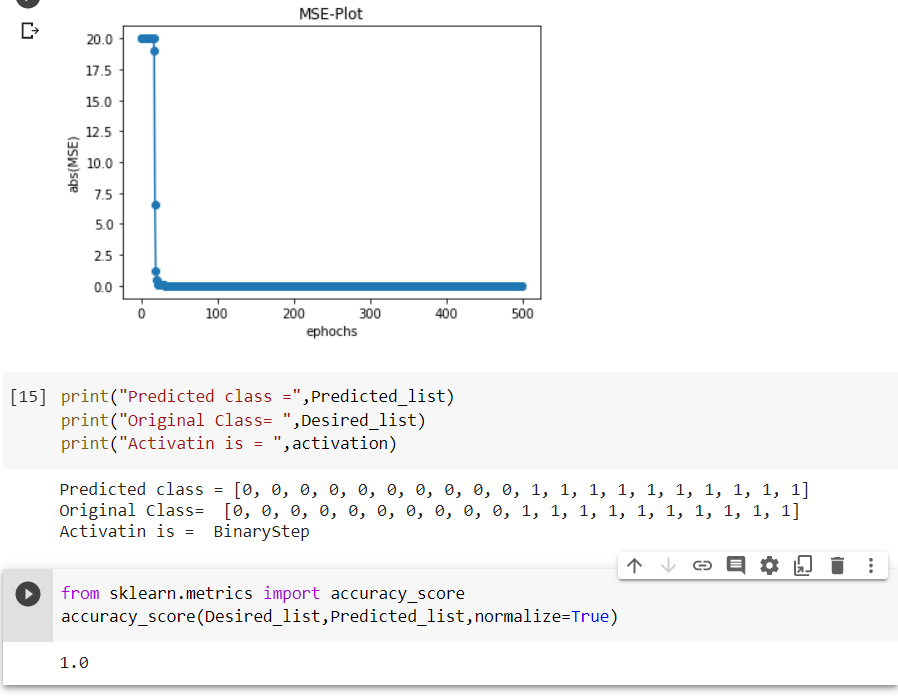 MSE-Plot
20.0
17.5
15.0
12.5
10.0
7.5
5.0
2.5
0.0
abs(MSE)
0 100 200 300 400 500
ephochs
[15] print("Predicted class =",Predicted_list)
print("Original Class= ",Desired_list)
print("Activatin is = ",activation)
Predicted class = [0, 0, 0, 0, 0, 0, 0, 0, 0, 0, 1, 1, 1, 1, 1, 1, 1, 1, 1, 1]
Original Class=  [0, 0, 0, 0, 0, 0, 0, 0, 0, 0, 1, 1, 1, 1, 1, 1, 1, 1, 1, 1]
Activatin is =  BinaryStep
from sklearn.metrics import accuracy_score
accuracy_score(Desired_list,Predicted_list,normalize=True)
1.0